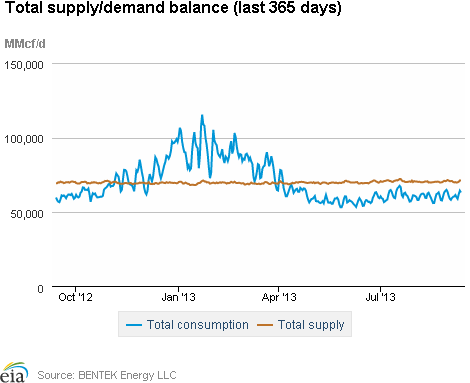 Total supply/demand balance (last 365 days)
MMcf/d
150,000
100,000
50,000
0
Oct '12 Jan '13 Apr '13 Jul '13
Total consumption Total supply
eia Source: BENTEK Energy LLC